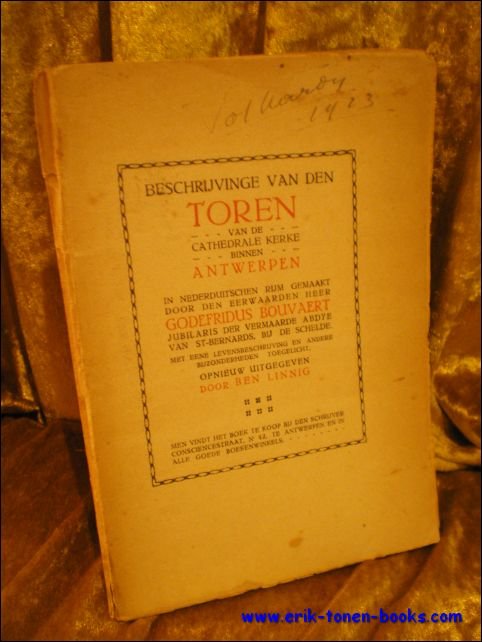 1923
BESCHRIJVINGE VAN DEN
TOREN
- - - VAN DE - - -
CATHEDRALE KERKE
- - - BINNEN - - -
ANTWERPEN
IN NEDERDUITSCHEN RIJM GEMAAKT
DOOR DEN EERWAARDEN HEER
GODEFRIDUS BOUVAERT
JUBILARIS DER VERMAARDE ABDYE
VAN ST-BERNARDS, BIJ DE SCHELDE.
MET EENE LEVENSBESCHRIJVING EN ANDERE
BIJZONDERHEDEN TOEGELICHT.
OPNIEUW UITGEGEVEN
DOOR BEN LINNIG
MEN VINDT HET BOEK TE KOOP BIJ DEN SCHRIJVER
CONSCIENCESTRAAT, N 42, TE ANTWERPEN EN IN
ALLE GOEDE BOESENWINKELS. - - - - - - - -
www.erik-tonen-books.com